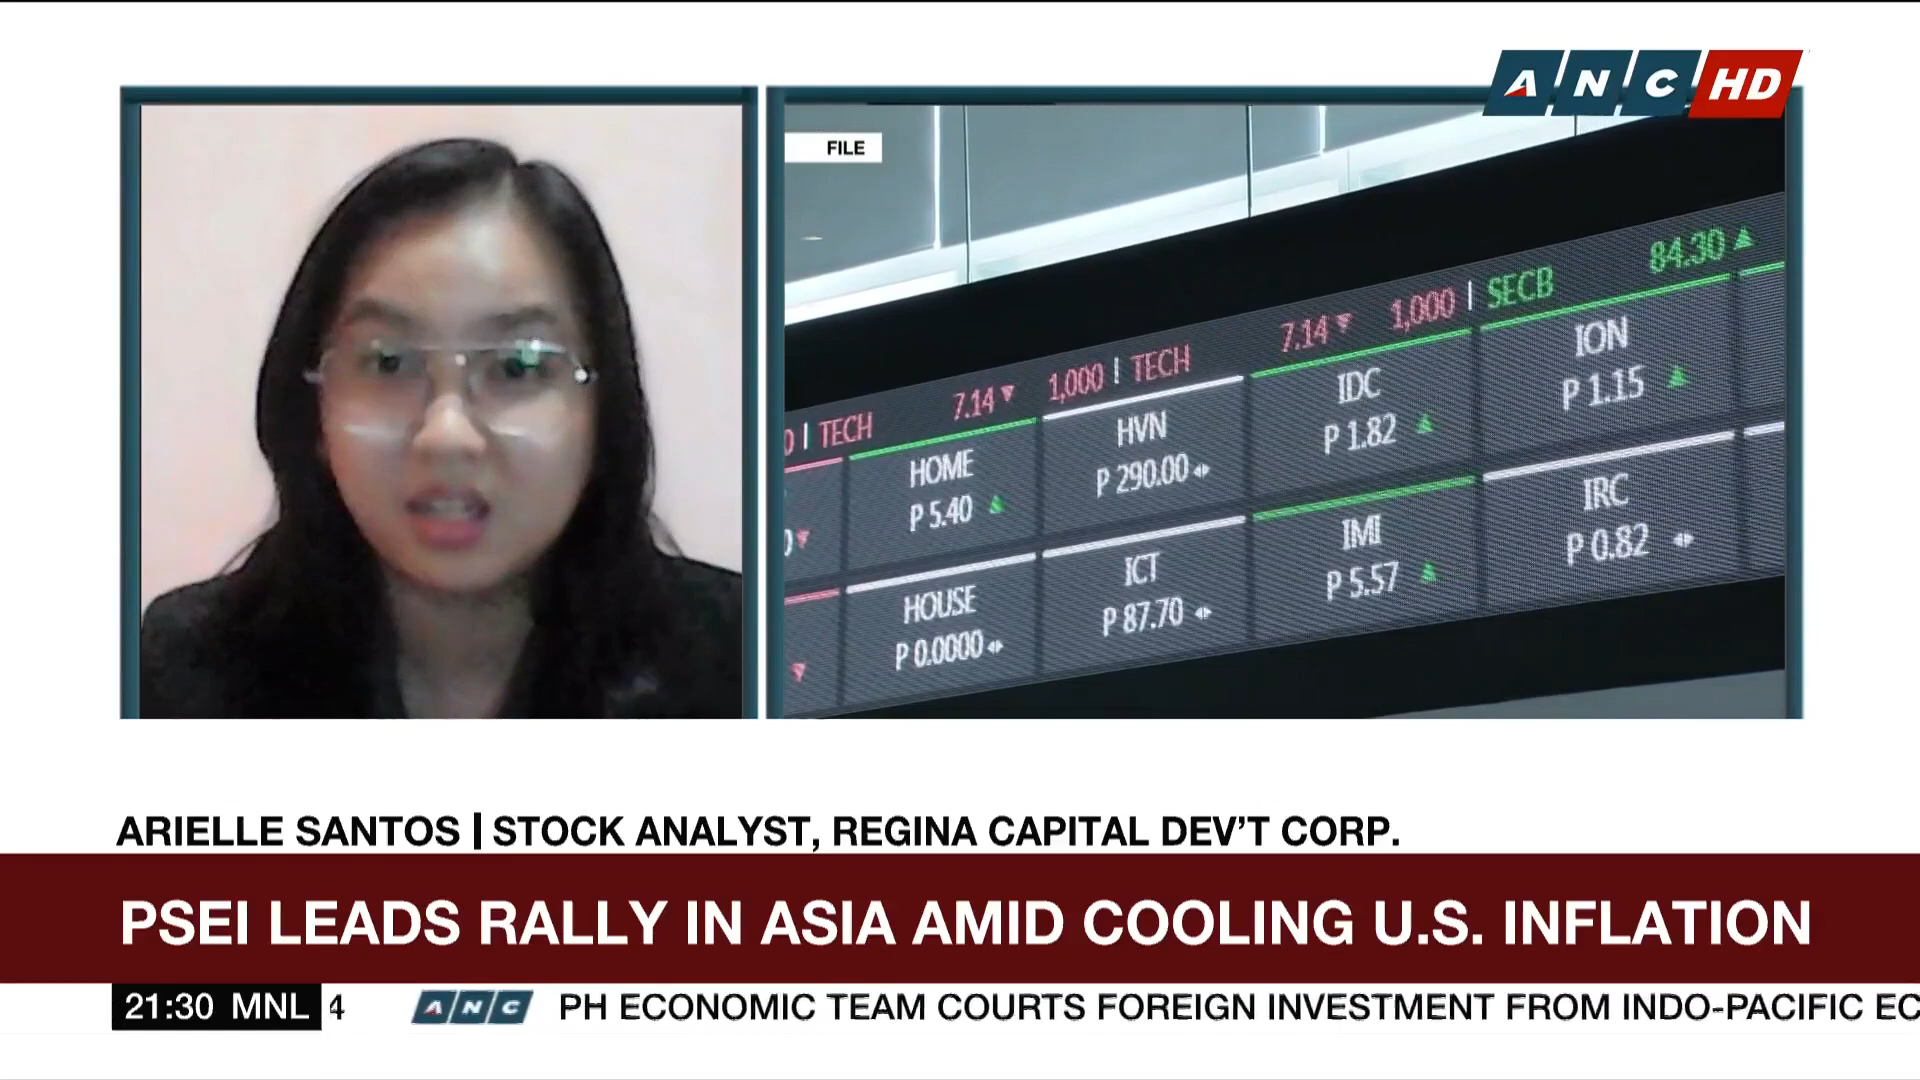 ANC HD
FILE
84.30 ▲
7.14 ▼ 1,000 | SECB
7.14 ▼ 1,000 | TECH
0 | TECH
HOME
P 5.40 ▲
HVN
P 290.00
IDC
P 1.82 ▲
ION
P 1.15 ▲
HOUSE
P 0.0000
ICT
P 87.70
IMI
P 5.57 ▲
IRC
P 0.82
ARIELLE SANTOS | STOCK ANALYST, REGINA CAPITAL DEV'T CORP.
PSEI LEADS RALLY IN ASIA AMID COOLING U.S. INFLATION
21:30 MNL 4 ANC PH ECONOMIC TEAM COURTS FOREIGN INVESTMENT FROM INDO-PACIFIC EC